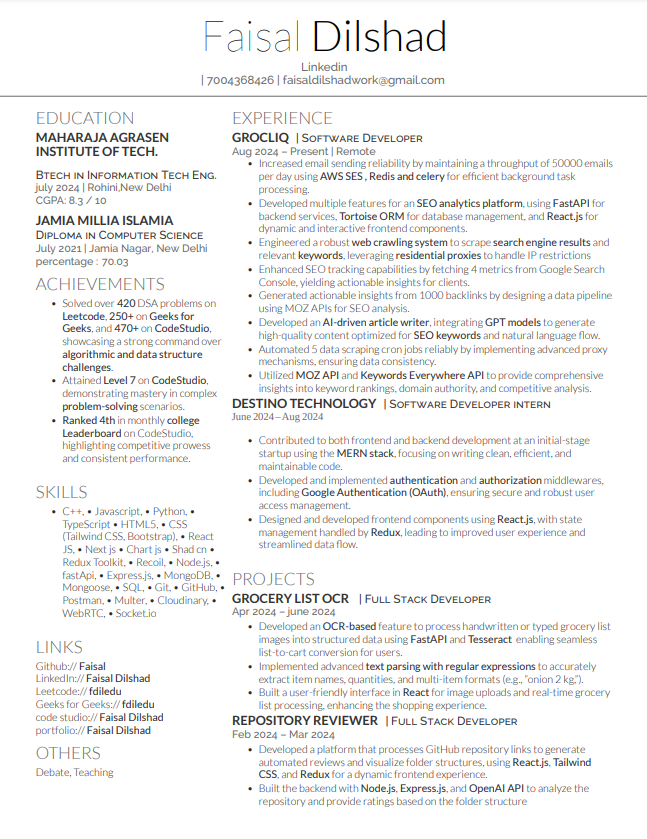 Faisal Dilshad
Linkedin
| 7004368426 | faisaldilshadwork@gmail.com
EDUCATION
MAHARAJA AGRASEN
INSTITUTE OF TECH.
Btech in Information Tech Eng.
july 2024 | Rohini,New Delhi
CGPA: 8.3 / 10
JAMIA MILLIA ISLAMIA
Diploma in Computer Science
July 2021 | Jamia Nagar, New Delhi
percentage : 70.03
ACHIEVEMENTS
• Solved over 420 DSA problems on
Leetcode, 250+ on Geeks for
Geeks, and 470+ on CodeStudio,
showcasing a strong command over
algorithmic and data structure
challenges.
• Attained Level 7 on CodeStudio,
demonstrating mastery in complex
problem-solving scenarios.
• Ranked 4th in monthly college
Leaderboard on CodeStudio,
highlighting competitive prowess
and consistent performance.
SKILLS
• C++, • Javascript, • Python, •
TypeScript • HTML5, • CSS
(Tailwind CSS, Bootstrap), • React
JS, • Next js • Chart js • Shad cn •
Redux Toolkit, • Recoil, • Node.js, •
fastApi, • Express.js, • MongoDB, •
Mongoose, • SQL, • Git, • GitHub, •
Postman, • Multer, • Cloudinary, •
WebRTC, • Socket.io
LINKS
Github:// Faisal
LinkedIn:// Faisal Dilshad
Leetcode:// fdiledu
Geeks for Geeks:// fdiledu
code studio:// Faisal Dilshad
portfolio:// Faisal Dilshad
OTHERS
Debate, Teaching
EXPERIENCE
GROCLIQ | Software Developer
Aug 2024 – Present | Remote
• Increased email sending reliability by maintaining a throughput of 50000 emails
per day using AWS SES , Redis and celery for efficient background task
processing.
• Developed multiple features for an SEO analytics platform, using FastAPI for
backend services, Tortoise ORM for database management, and React.js for
dynamic and interactive frontend components.
• Engineered a robust web crawling system to scrape search engine results and
relevant keywords, leveraging residential proxies to handle IP restrictions
• Enhanced SEO tracking capabilities by fetching 4 metrics from Google Search
Console, yielding actionable insights for clients.
• Generated actionable insights from 1000 backlinks by designing a data pipeline
using MOZ APIs for SEO analysis.
• Developed an AI-driven article writer, integrating GPT models to generate
high-quality content optimized for SEO keywords and natural language flow.
• Automated 5 data scraping cron jobs reliably by implementing advanced proxy
mechanisms, ensuring data consistency.
• Utilized MOZ API and Keywords Everywhere API to provide comprehensive
insights into keyword rankings, domain authority, and competitive analysis.
DESTINO TECHNOLOGY | Software Developer intern
June 2024 – Aug 2024
• Contributed to both frontend and backend development at an initial-stage
startup using the MERN stack, focusing on writing clean, efficient, and
maintainable code.
• Developed and implemented authentication and authorization middlewares,
including Google Authentication (OAuth), ensuring secure and robust user
access management.
• Designed and developed frontend components using React.js, with state
management handled by Redux, leading to improved user experience and
streamlined data flow.
PROJECTS
GROCERY LIST OCR | Full Stack Developer
Apr 2024 – june 2024
• Developed an OCR-based feature to process handwritten or typed grocery list
images into structured data using FastAPI and Tesseract enabling seamless
list-to-cart conversion for users.
• Implemented advanced text parsing with regular expressions to accurately
extract item names, quantities, and multi-item formats (e.g., "onion 2 kg,").
• Built a user-friendly interface in React for image uploads and real-time grocery
list processing, enhancing the shopping experience.
REPOSITORY REVIEWER | Full Stack Developer
Feb 2024 – Mar 2024
• Developed a platform that processes GitHub repository links to generate
automated reviews and visualize folder structures, using React.js, Tailwind
CSS, and Redux for a dynamic frontend experience.
• Built the backend with Node.js, Express.js, and OpenAI API to analyze the
repository and provide ratings based on the folder structure